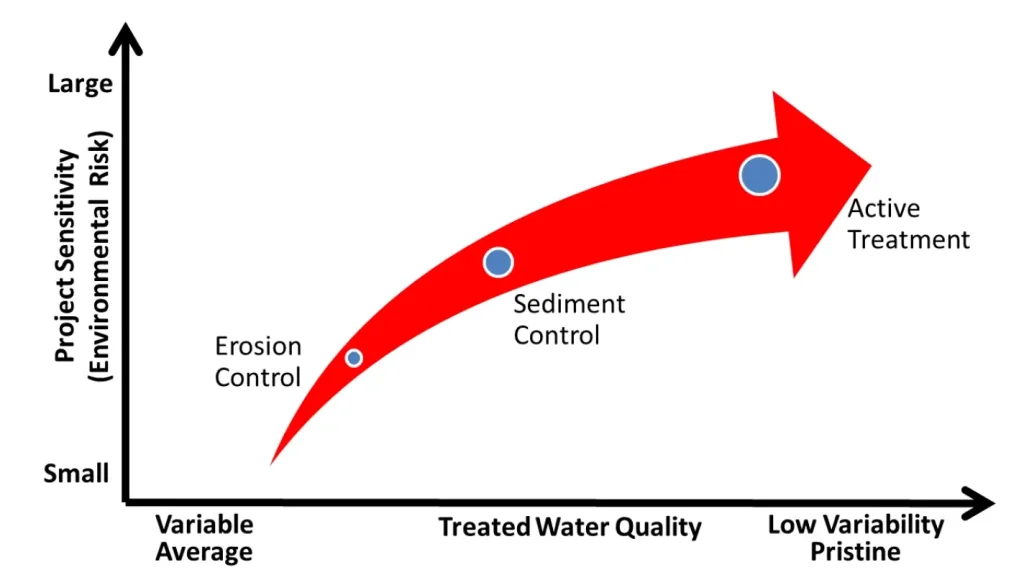 Large
Project Sensitivity
(Environmental Risk)
Small
Erosion
Control
Sediment
Control
Active
Treatment
Variable
Average
Treated Water Quality
Low Variability
Pristine